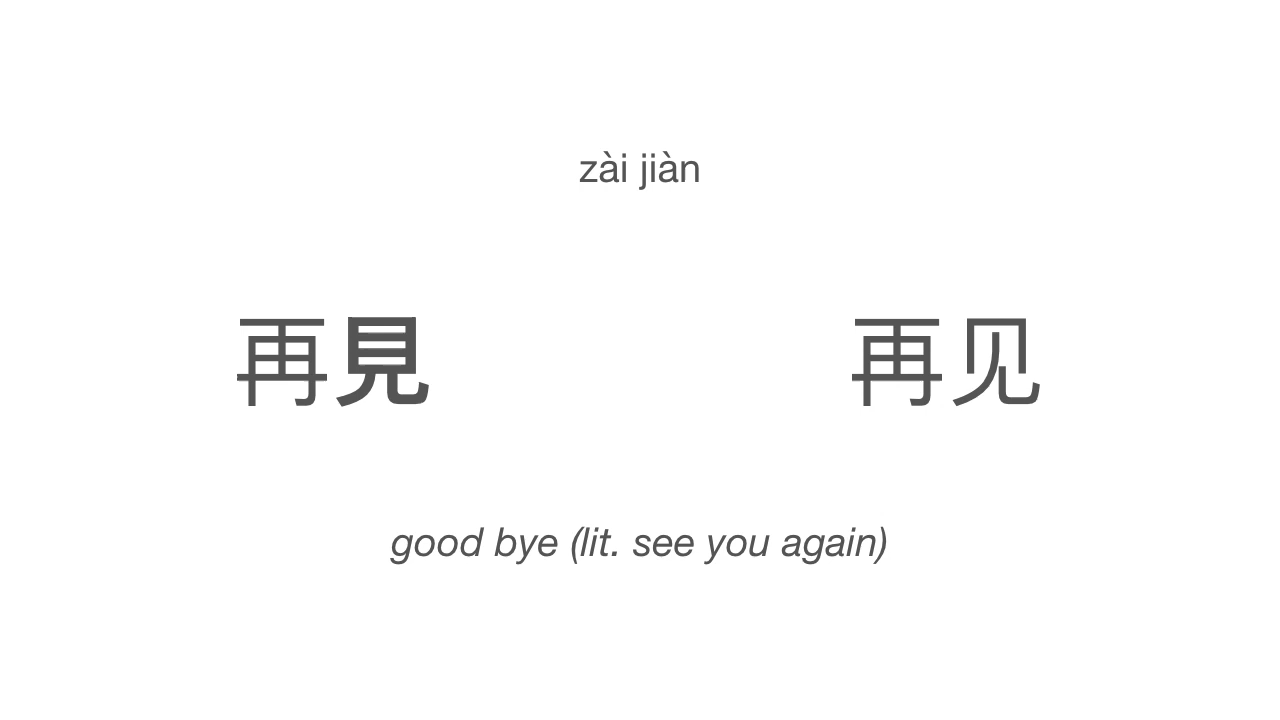 zài jiàn
再見 再见
good bye (lit. see you again)